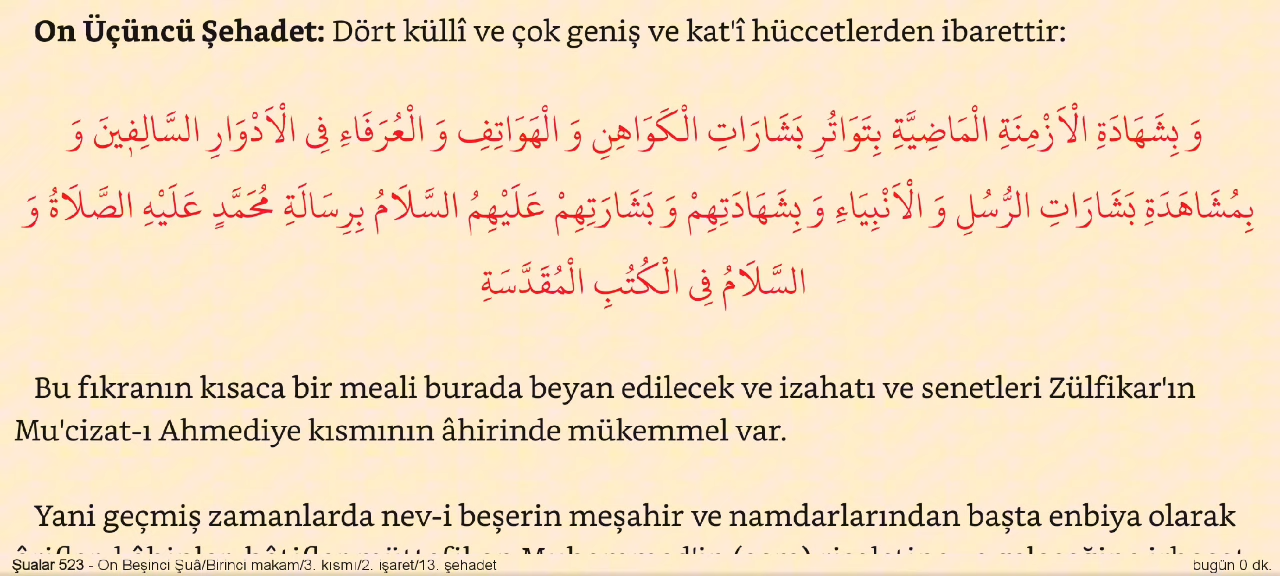 On Üçüncü Şehadet: Dört küllî ve çok geniş ve kat'î hüccetlerden ibarettir:
وَ بِشَهَادَةِ الْاَزْمِنَةِ الْمَاضِيَّةِ بِتَوَاتُرِ بَشَارَاتِ الْكَوَاهِنِ وَ الْهَوَاتِفِ وَ الْعُرَفَاءِ فِى الْاَدْوَارِ السَّالِفِينَ وَ
بِمُشَاهَدَةِ بَشَارَاتِ الرُّسُلِ وَ الْاَنْبِيَاءِ وَ بِشَهَادَتِهِمْ وَ بَشَارَتِهِمْ عَلَيْهِمُ السَّلَامُ بِرِسَالَةِ مُحَمَّدٍ عَلَيْهِ الصَّلَاةُ وَ
السَّلَامُ فِى الْكُتُبِ الْمُقَدَّسَةِ
Bu fıkranın kısaca bir meali burada beyan edilecek ve izahatı ve senetleri Zülfikar'ın
Mu'cizat-ı Ahmediye kısmının âhirinde mükemmel var.
Yani geçmiş zamanlarda nev-i beşerin meşahir ve namdarlarından başta enbiya olarak
Şualar 523 - On Beşinci Şuâ/Birinci makam/3. kısmı/2. işaret/13. şehadet bugün 0 dk.